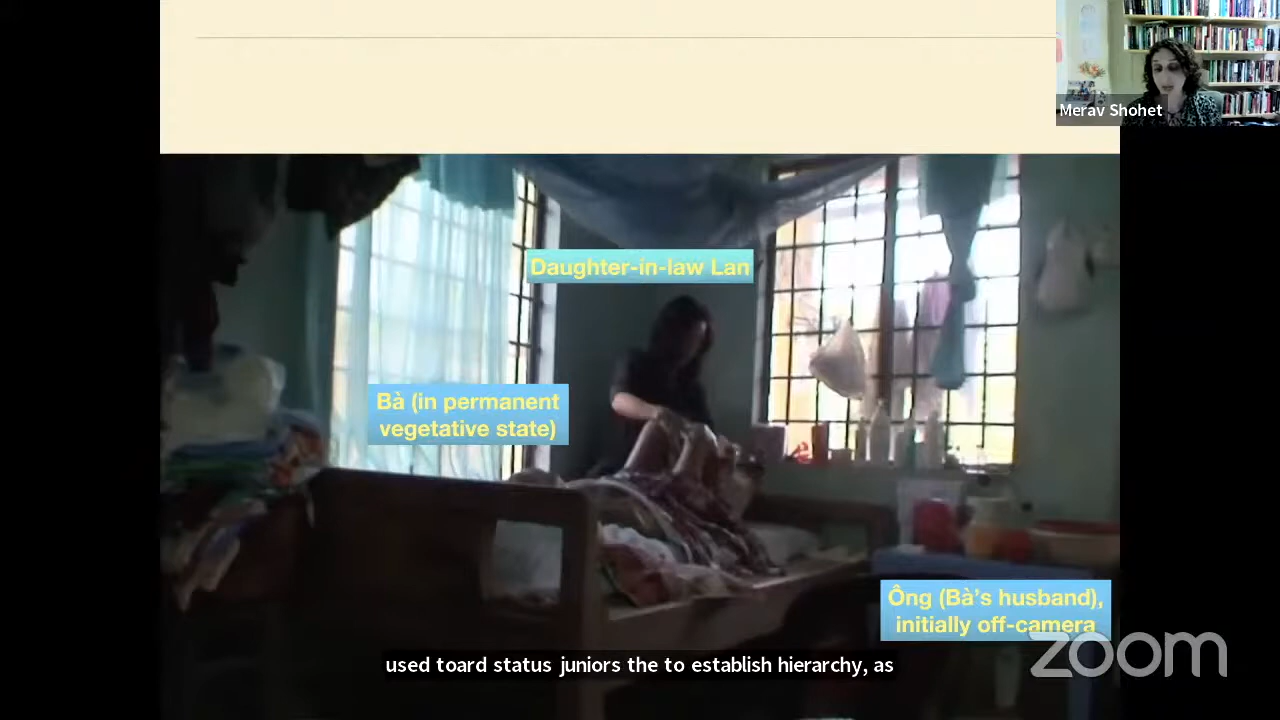 Merav Shohet
Daughter-in-law Lan
Bà (in permanent
vegetative state)
Ông (Bà's husband),
initially off-camera
zoom
used toard status juniors the to establish hierarchy, as